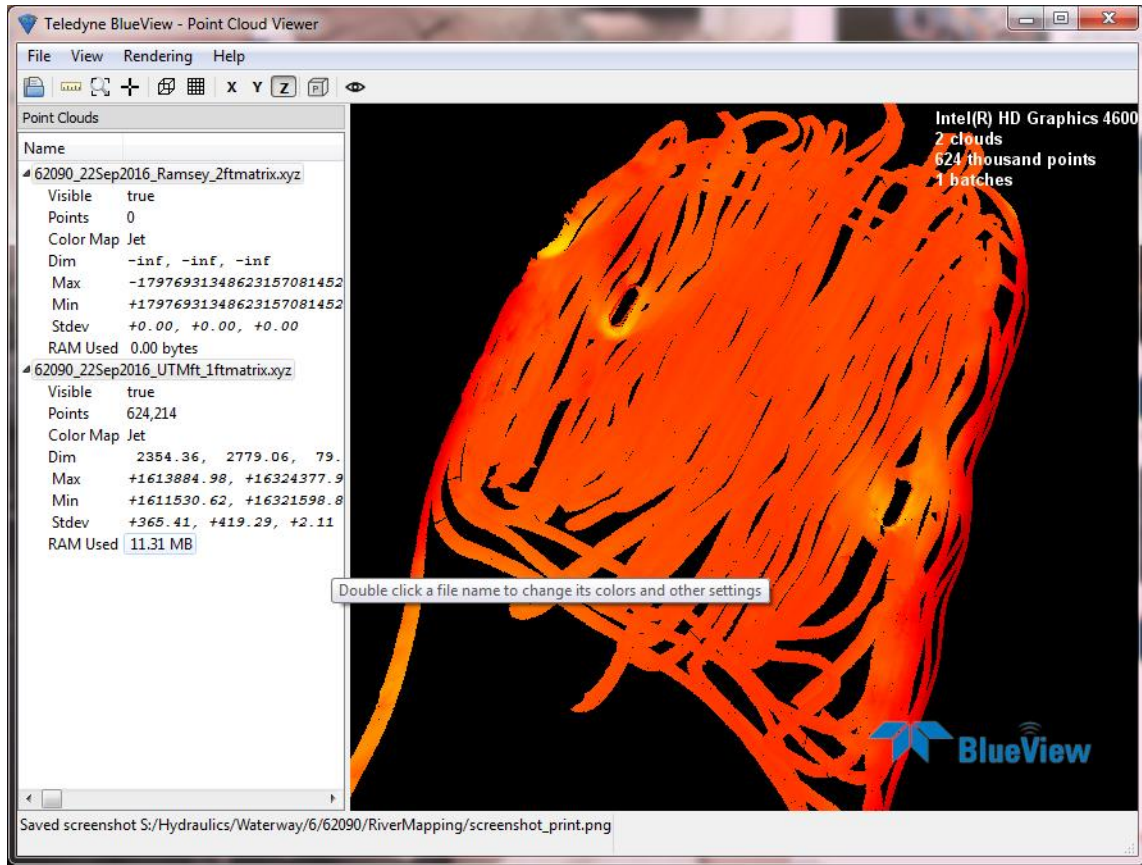 Teledyne BlueView - Point Cloud Viewer
File View Rendering Help
X Y Z P
Point Clouds
Name
62090_22Sep2016_Ramsey_2ftmatrix.xyz
Visible true
Points 0
Color Map Jet
Dim -inf, -inf, -inf
Max -17976931348623157081452
Min +17976931348623157081452
Stdev +0.00, +0.00, +0.00
RAM Used 0.00 bytes
62090_22Sep2016_UTMft_1ftmatrix.xyz
Visible true
Points 624,214
Color Map Jet
Dim 2354.36, 2779.06, 79.
Max +1613884.98, +16324377.9
Min +1611530.62, +16321598.8
Stdev +365.41, +419.29, +2.11
RAM Used 11.31 MB
Intel(R) HD Graphics 4600
2 clouds
624 thousand points
1 batches
Double click a file name to change its colors and other settings
BlueView
Saved screenshot S:/Hydraulics/Waterway/6/62090/RiverMapping/screenshot_print.png